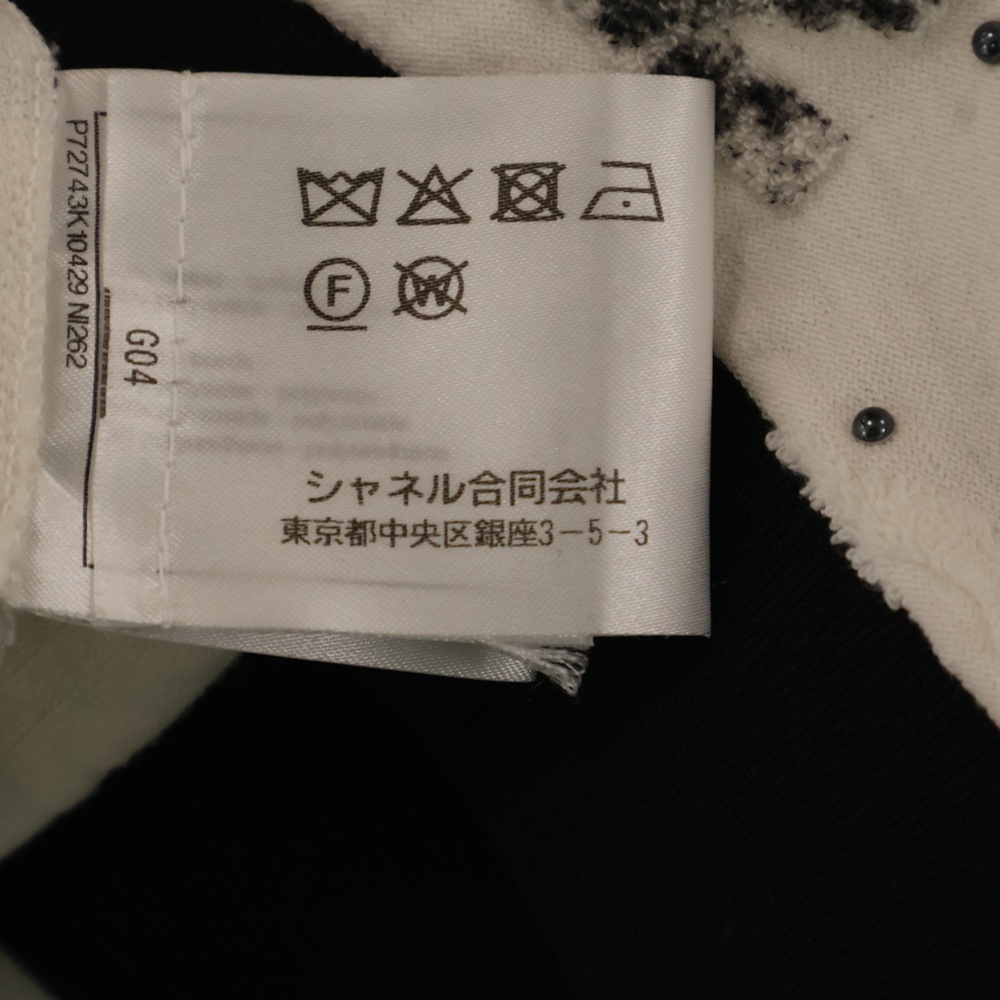 P72743K10429 NI262
G04
F
W
シャネル合同会社
東京都中央区銀座3-5-3